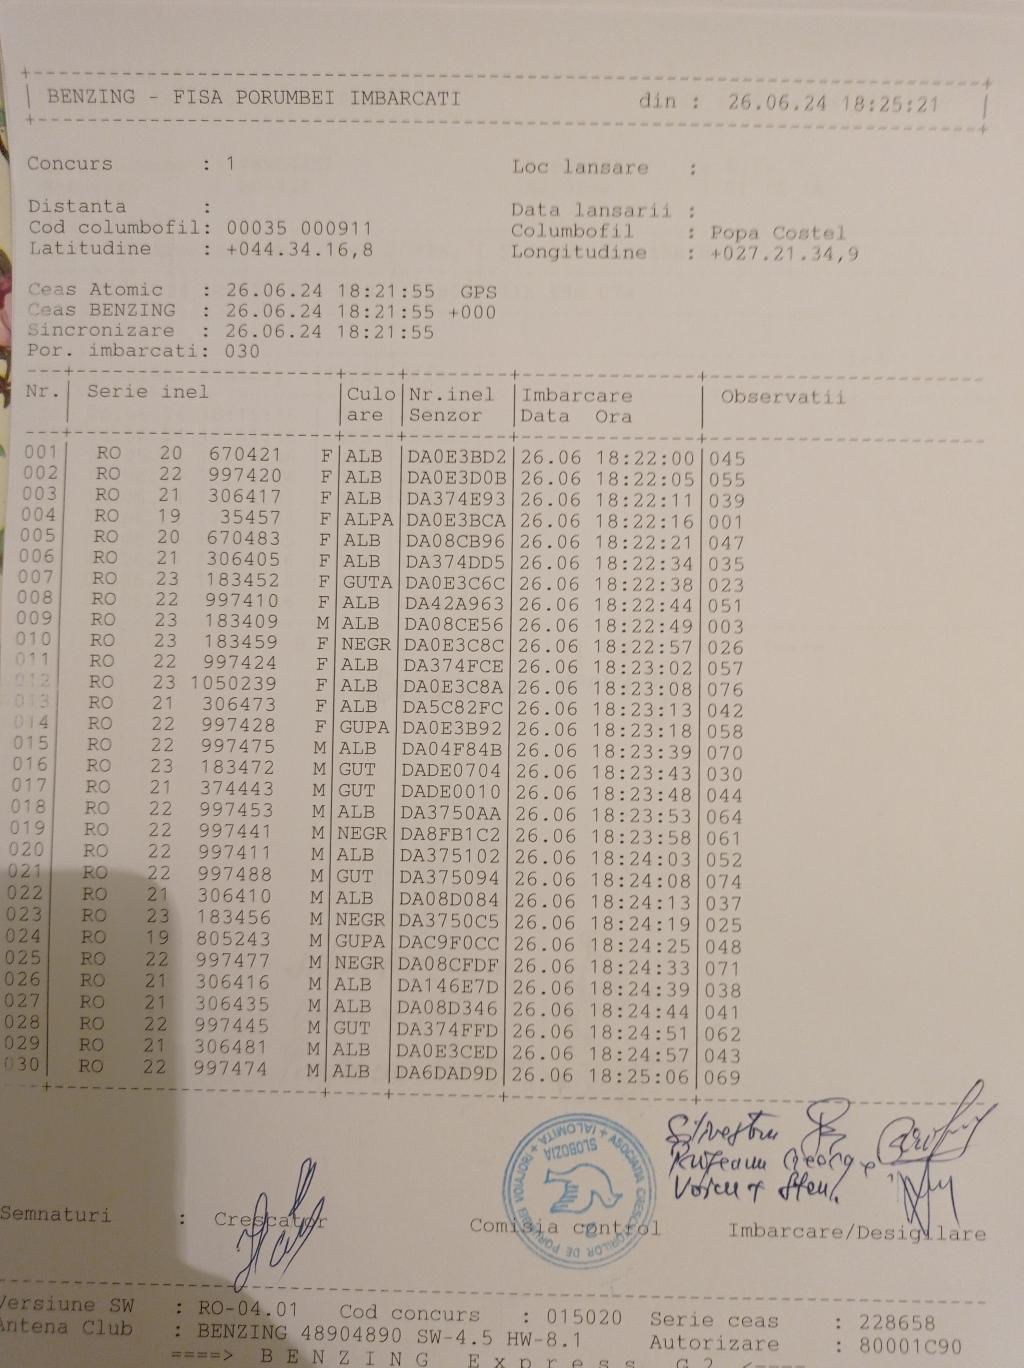 BENZING - FISA PORUMBEI IMBARCATI din : 26.06.24 18:25:21
Concurs : 1 Loc lansare :
Distanta : Data lansarii :
Cod columbofil: 00035 000911 Columbofil : Popa Costel
Latitudine : +044.34.16,8 Longitudine : +027.21.34,9
Ceas Atomic : 26.06.24 18:21:55 GPS
Ceas BENZING : 26.06.24 18:21:55 +000
Sincronizare : 26.06.24 18:21:55
Por. imbarcati: 030
Nr. Serie inel Culo Nr.inel Imbarcare Observatii
are Senzor Data Ora
001 RO 20 670421 F ALB DA0E3BD2 26.06 18:22:00 045
002 RO 22 997420 F ALB DA0E3D0B 26.06 18:22:05 055
003 RO 21 306417 F ALB DA374E93 26.06 18:22:11 039
004 RO 19 35457 F ALPA DA0E3BCA 26.06 18:22:16 001
005 RO 20 670483 F ALB DA08CB96 26.06 18:22:21 047
006 RO 21 306405 F ALB DA374DD5 26.06 18:22:34 035
007 RO 23 183452 F GUTA DA0E3C6C 26.06 18:22:38 023
008 RO 22 997410 F ALB DA42A963 26.06 18:22:44 051
009 RO 23 183409 M ALB DA08CE56 26.06 18:22:49 003
010 RO 23 183459 F NEGR DA0E3C8C 26.06 18:22:57 026
011 RO 22 997424 F ALB DA374FCE 26.06 18:23:02 057
012 RO 23 1050239 F ALB DA0E3C8A 26.06 18:23:08 076
013 RO 21 306473 F ALB DA5C82FC 26.06 18:23:13 042
014 RO 22 997428 F GUPA DA0E3B92 26.06 18:23:18 058
015 RO 22 997475 M ALB DA04F84B 26.06 18:23:39 070
016 RO 23 183472 M GUT DADE0704 26.06 18:23:43 030
017 RO 21 374443 M GUT DADE0010 26.06 18:23:48 044
018 RO 22 997453 M ALB DA3750AA 26.06 18:23:53 064
019 RO 22 997441 M NEGR DA8FB1C2 26.06 18:23:58 061
020 RO 22 997411 M ALB DA375102 26.06 18:24:03 052
021 RO 22 997488 M GUT DA375094 26.06 18:24:08 074
022 RO 21 306410 M ALB DA08D084 26.06 18:24:13 037
023 RO 23 183456 M NEGR DA3750C5 26.06 18:24:19 025
024 RO 19 805243 M GUPA DAC9F0CC 26.06 18:24:25 048
025 RO 22 997477 M NEGR DA08CFDF 26.06 18:24:33 071
026 RO 21 306416 M ALB DA146E7D 26.06 18:24:39 038
027 RO 21 306435 M ALB DA08D346 26.06 18:24:44 041
028 RO 22 997445 M GUT DA374FFD 26.06 18:24:51 062
029 RO 21 306481 M ALB DA0E3CED 26.06 18:24:57 043
030 RO 22 997474 M ALB DA6DAD9D 26.06 18:25:06 069
ASOCIATIA CRESCATORILOR DE PORUMBEI VOIAJORI + IALOMITA +
SLOBOZIA
Semnaturi : Crescator Comisia control Imbarcare/Desigilare
Versiune SW : RO-04.01 Cod concurs : 015020 Serie ceas : 228658
Antena Club : BENZING 48904890 SW-4.5 HW-8.1 Autorizare : 80001C90
====> B E N Z I N G E x p r e s s G 2 <====